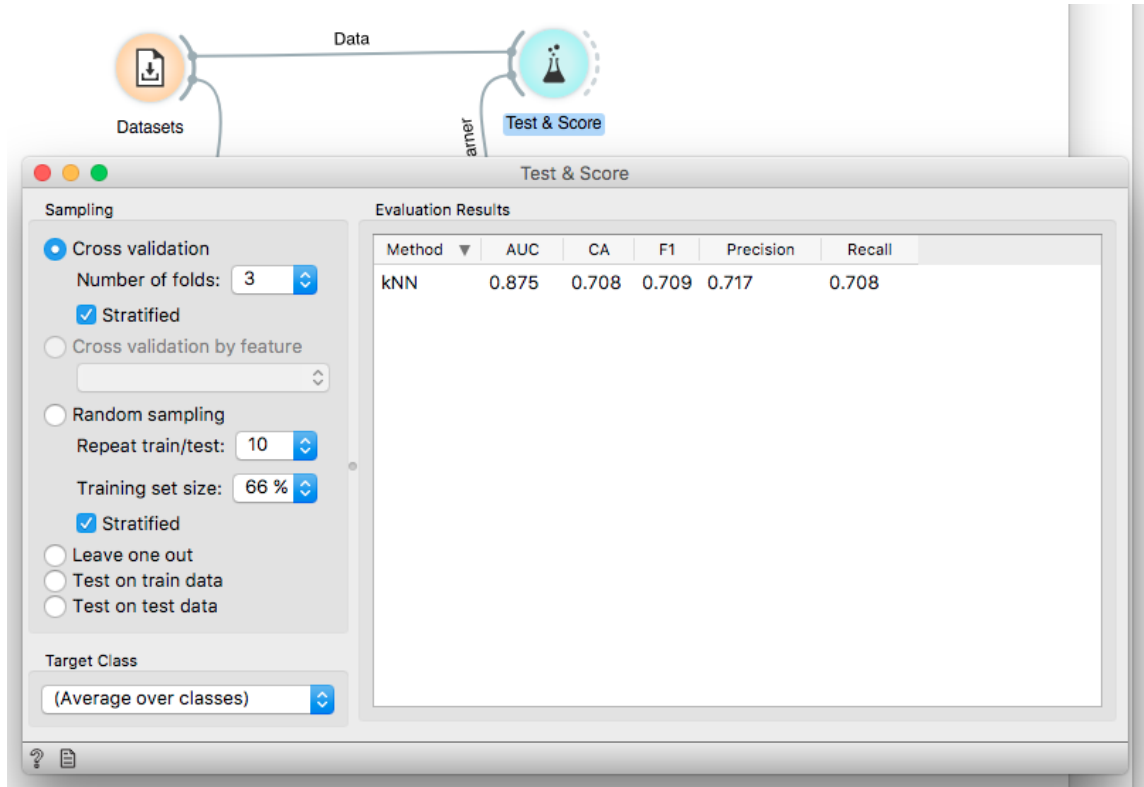 Data
Datasets
arner
Test & Score
Test & Score
Sampling
Cross validation
Number of folds: 3
Stratified
Cross validation by feature
Random sampling
Repeat train/test: 10
Training set size: 66 %
Stratified
Leave one out
Test on train data
Test on test data
Target Class
(Average over classes)
Evaluation Results
Method AUC CA F1 Precision Recall
kNN 0.875 0.708 0.709 0.717 0.708
?